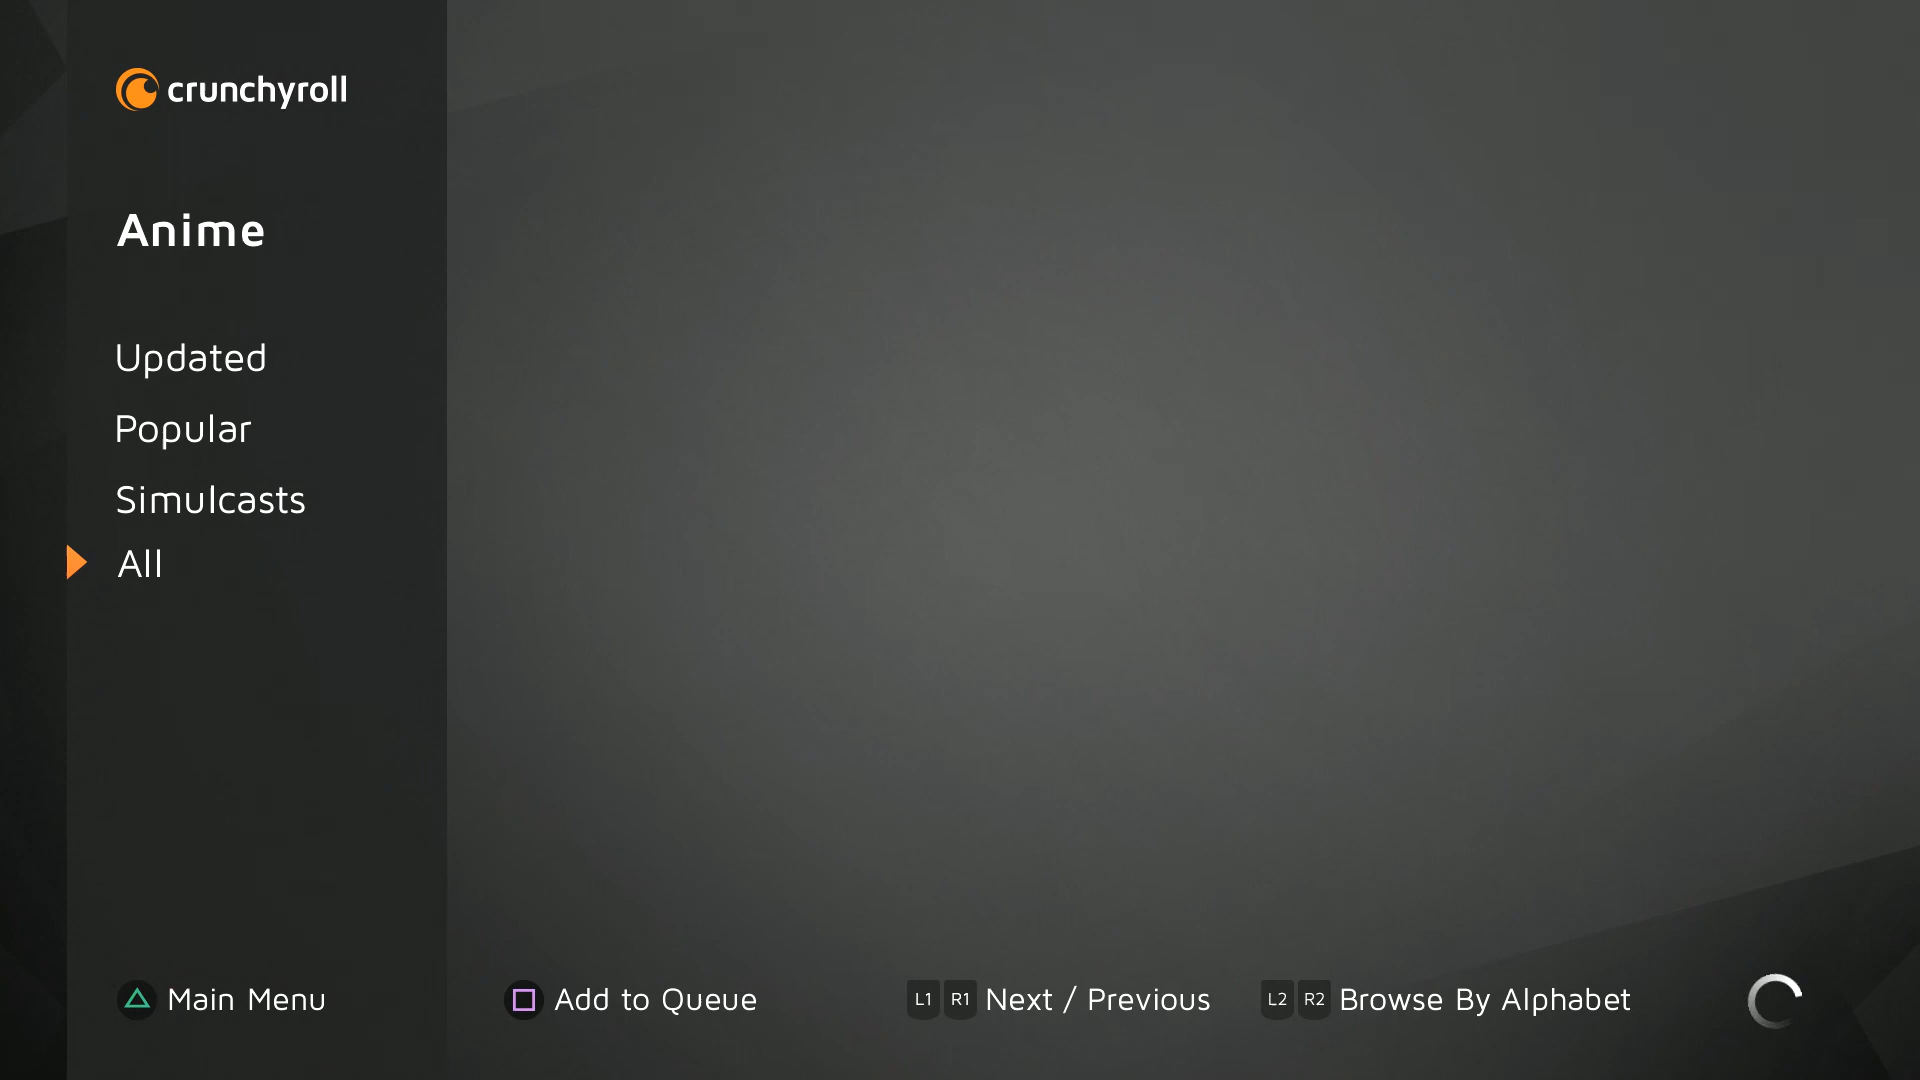 crunchyroll
Anime
Updated
Popular
Simulcasts
All
Main Menu
Add to Queue
L1 R1 Next / Previous
L2 R2 Browse By Alphabet